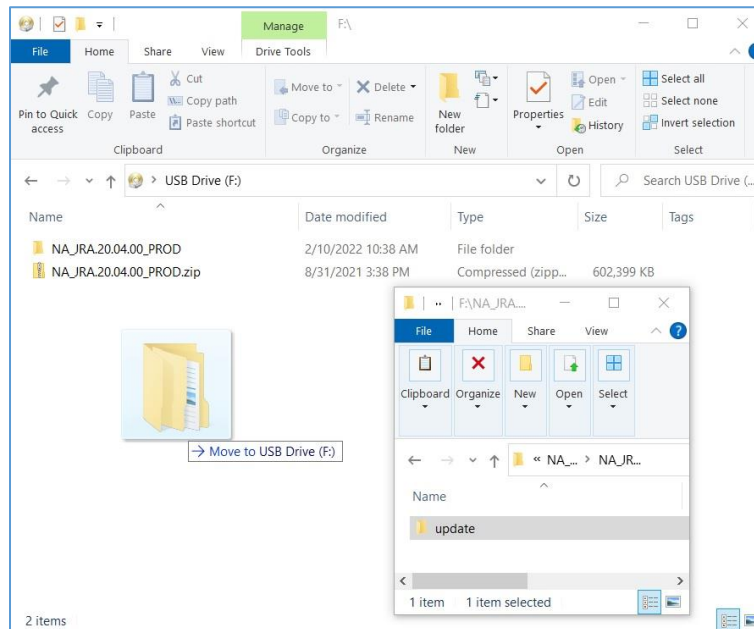 Manage F:\
File Home Share View Drive Tools
Pin to Quick access
Copy
Paste
Cut
Copy path
Paste shortcut
Clipboard
Move to
Copy to
Delete
Rename
Organize
New folder
New
Properties
Open
Edit
History
Open
Select all
Select none
Invert selection
Select
USB Drive (F:)
Search USB Drive (...
Name Date modified Type Size Tags
NA_JRA.20.04.00_PROD 2/10/2022 10:38 AM File folder
NA_JRA.20.04.00_PROD.zip 8/31/2021 3:38 PM Compressed (zipp... 602,399 KB
Move to USB Drive (F:)
F:\NA_JRA....
File Home Share View
Clipboard Organize New Open Select
« NA_... > NA_JR...
Name
update
1 item 1 item selected
2 items